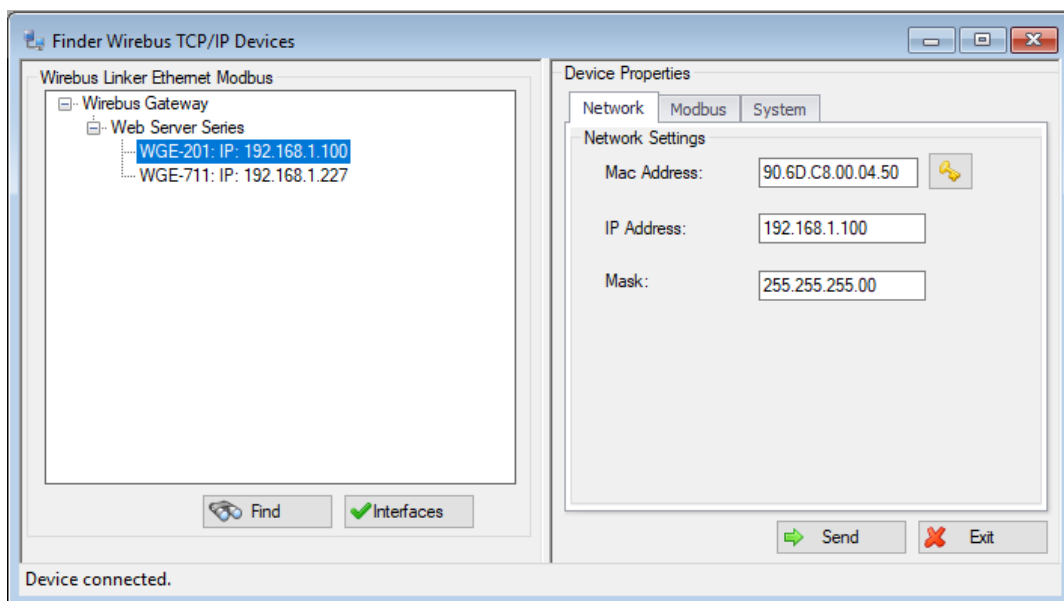 Finder Wirebus TCP/IP Devices
Wirebus Linker Ethernet Modbus
Wirebus Gateway
Web Server Series
WGE-201: IP: 192.168.1.100
WGE-711: IP: 192.168.1.227
Find
Interfaces
Device Properties
Network Modbus System
Network Settings
Mac Address: 90.6D.C8.00.04.50
IP Address: 192.168.1.100
Mask: 255.255.255.00
Send Exit
Device connected.